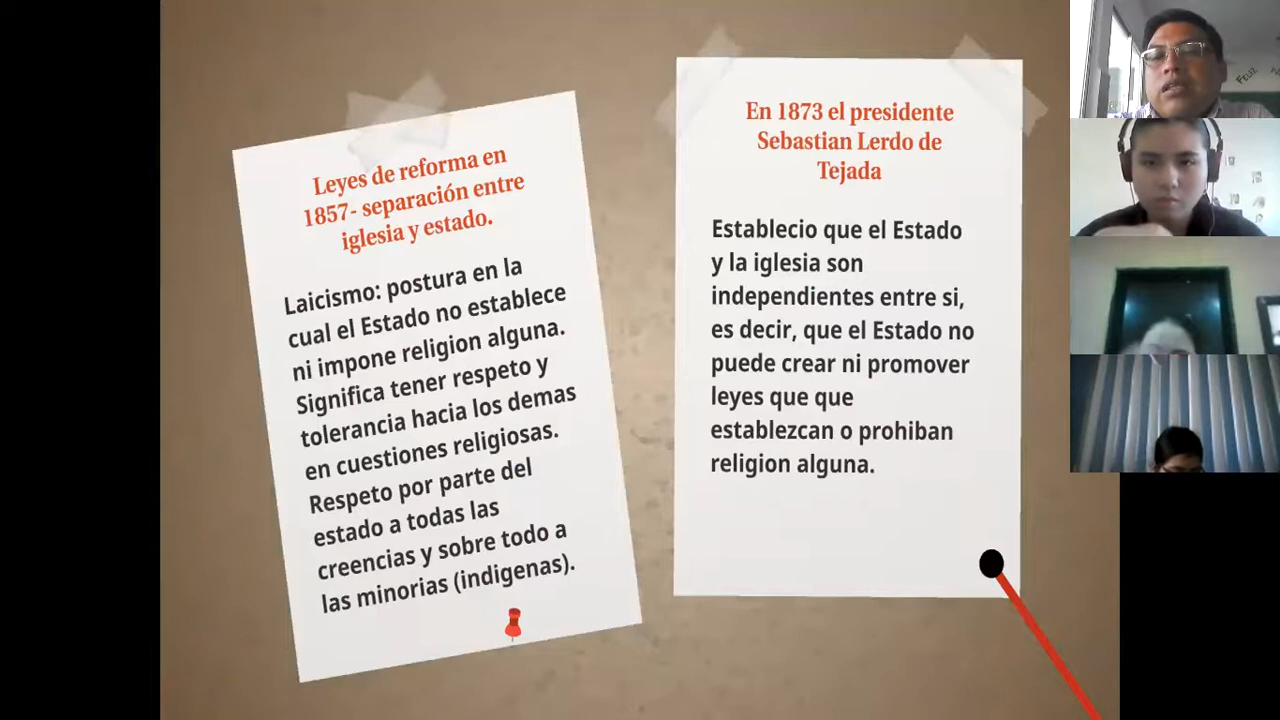 Leyes de reforma en
1857- separación entre
iglesia y estado.
Laicismo: postura en la
cual el Estado no establece
ni impone religion alguna.
Significa tener respeto y
tolerancia hacia los demas
en cuestiones religiosas.
Respeto por parte del
estado a todas las
creencias y sobre todo a
las minorias (indigenas).
En 1873 el presidente
Sebastian Lerdo de
Tejada
Establecio que el Estado
y la iglesia son
independientes entre si,
es decir, que el Estado no
puede crear ni promover
leyes que que
establezcan o prohiban
religion alguna.
FELIZ